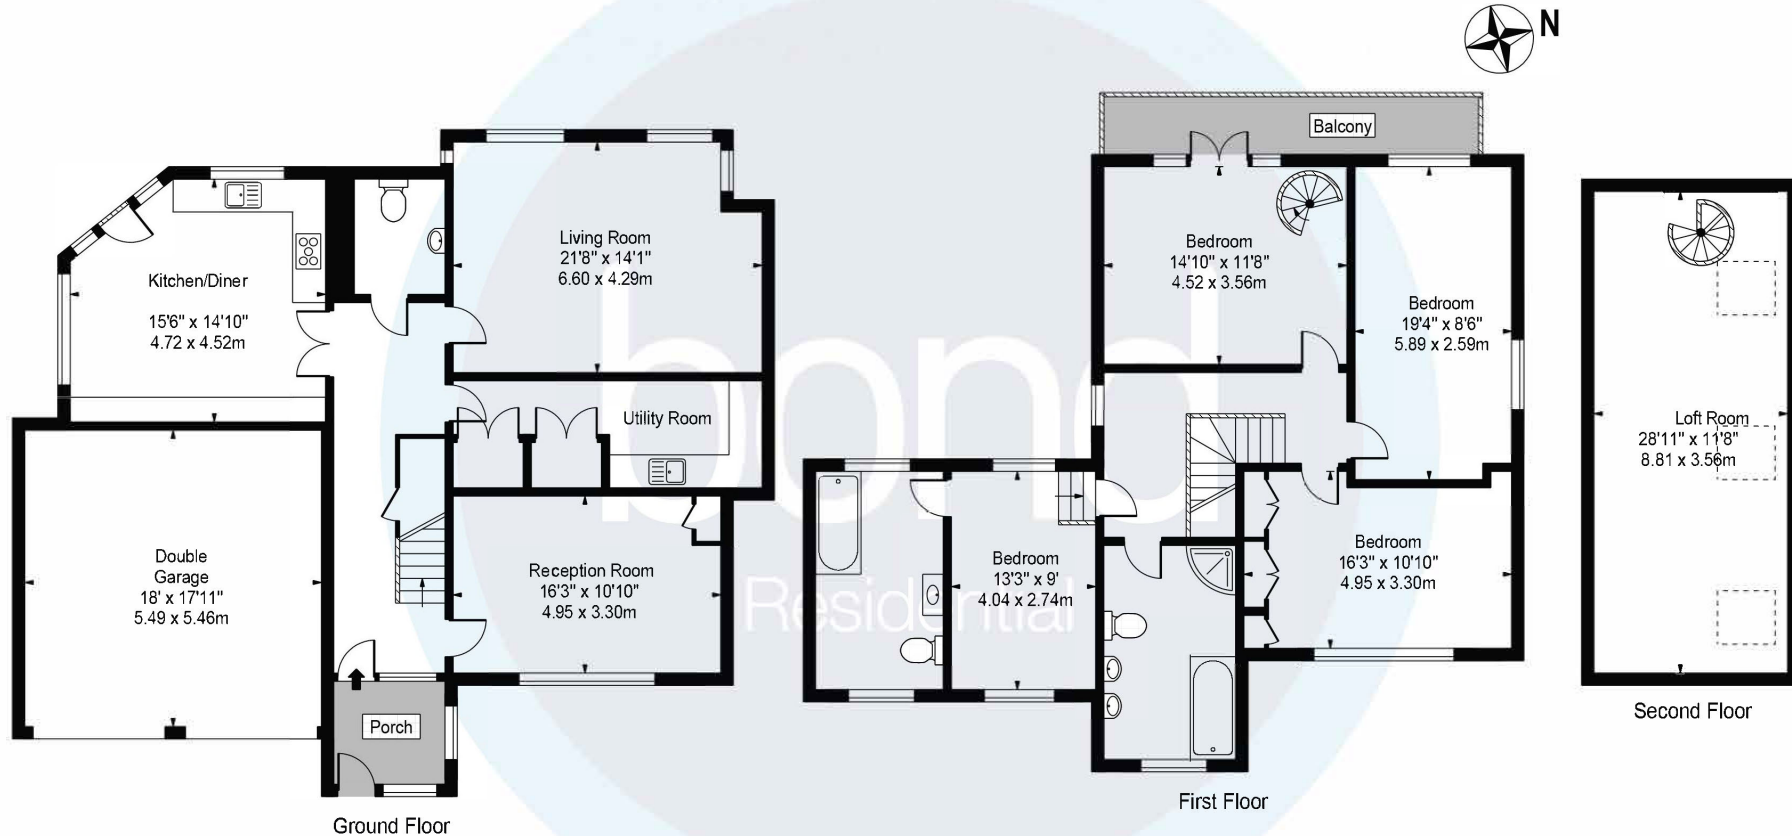 N
Balcony
Living Room
21'8" x 14'1"
6.60 x 4.29m
Kitchen/Diner
15'6" x 14'10"
4.72 x 4.52m
Utility Room
Double
Garage
18' x 17'11"
5.49 x 5.46m
Reception Room
16'3" x 10'10"
4.95 x 3.30m
Porch
Ground Floor
Bedroom
14'10" x 11'8"
4.52 x 3.56m
Bedroom
19'4" x 8'6"
5.89 x 2.59m
Bedroom
13'3" x 9'
4.04 x 2.74m
Bedroom
16'3" x 10'10"
4.95 x 3.30m
First Floor
Loft Room
28'11" x 11'8"
8.81 x 3.56m
Second Floor
bond
Residential